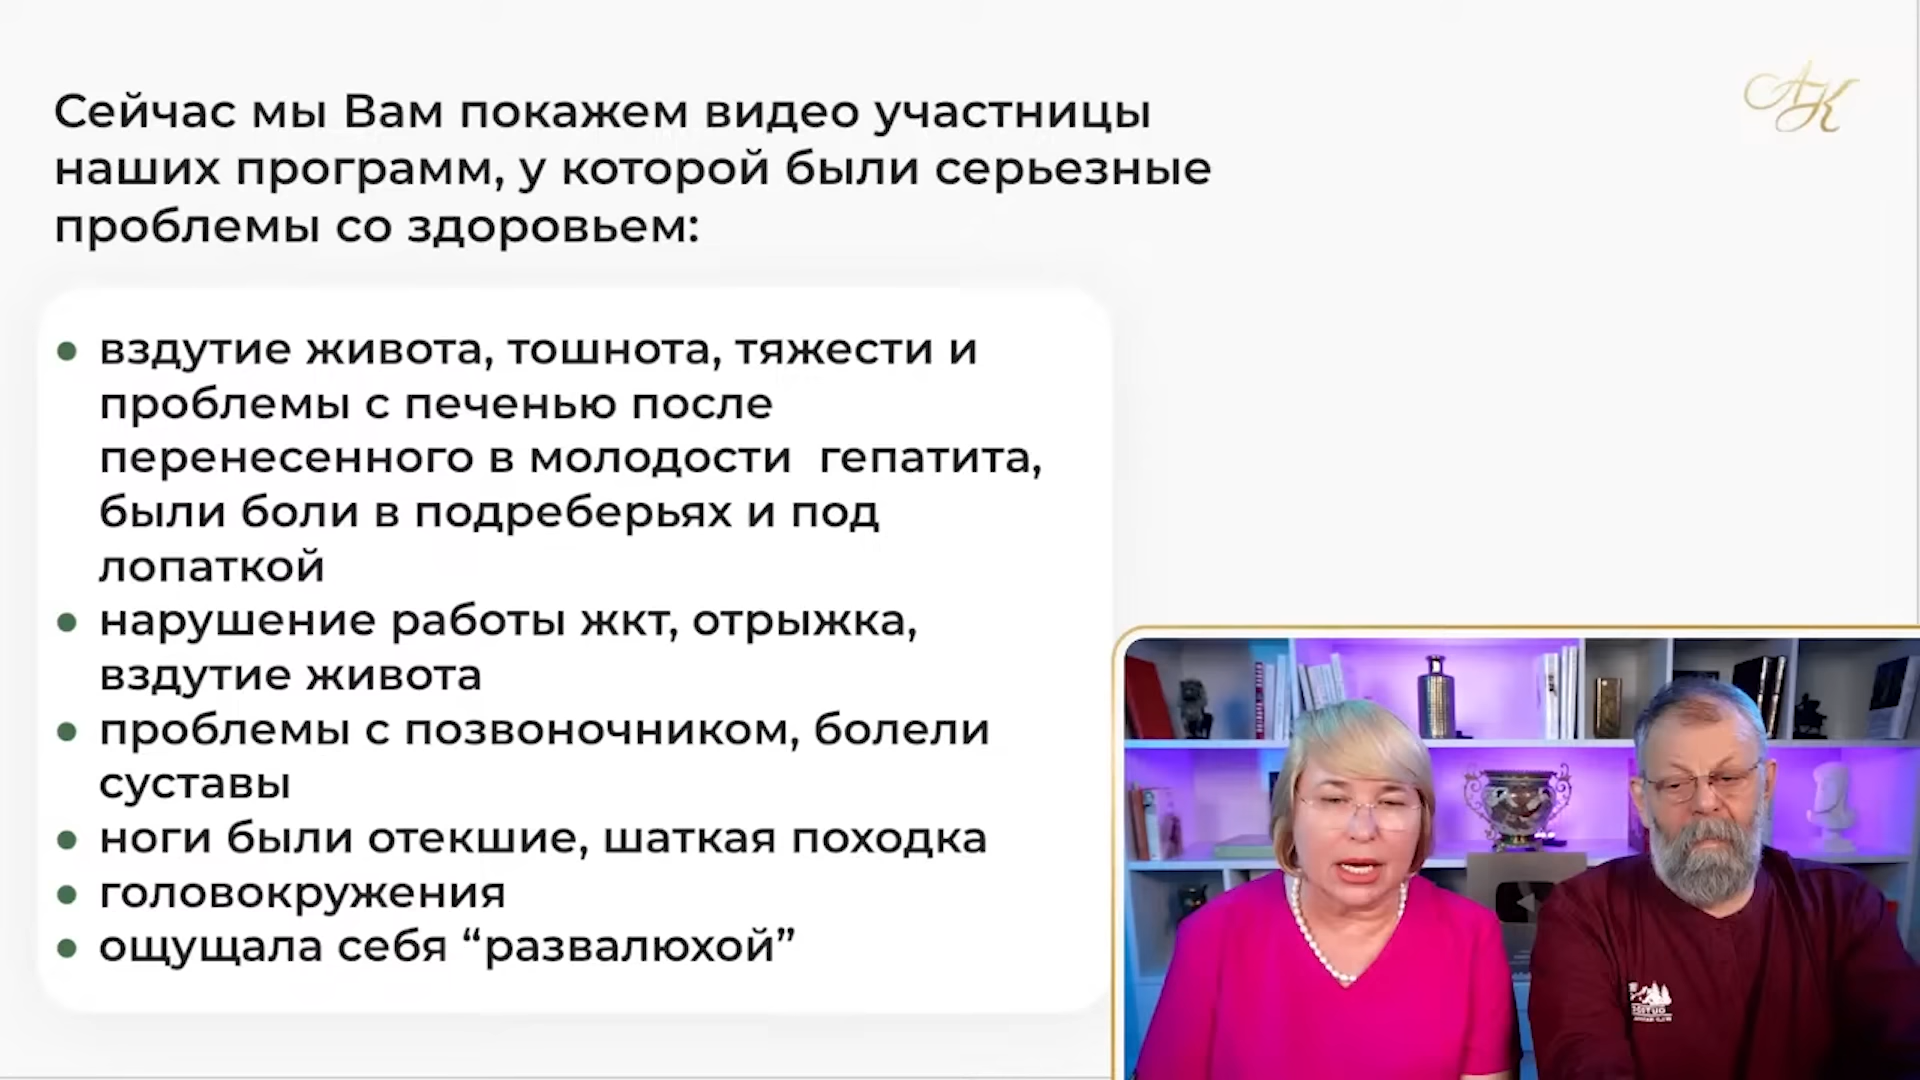 АК
Сейчас мы Вам покажем видео участницы
наших программ, у которой были серьезные
проблемы со здоровьем:
• вздутие живота, тошнота, тяжести и
проблемы с печенью после
перенесенного в молодости гепатита,
были боли в подреберьях и под
лопаткой
• нарушение работы жкт, отрыжка,
вздутие живота
• проблемы с позвоночником, болели
суставы
• ноги были отекшие, шаткая походка
• головокружения
• ощущала себя “развалюхой”